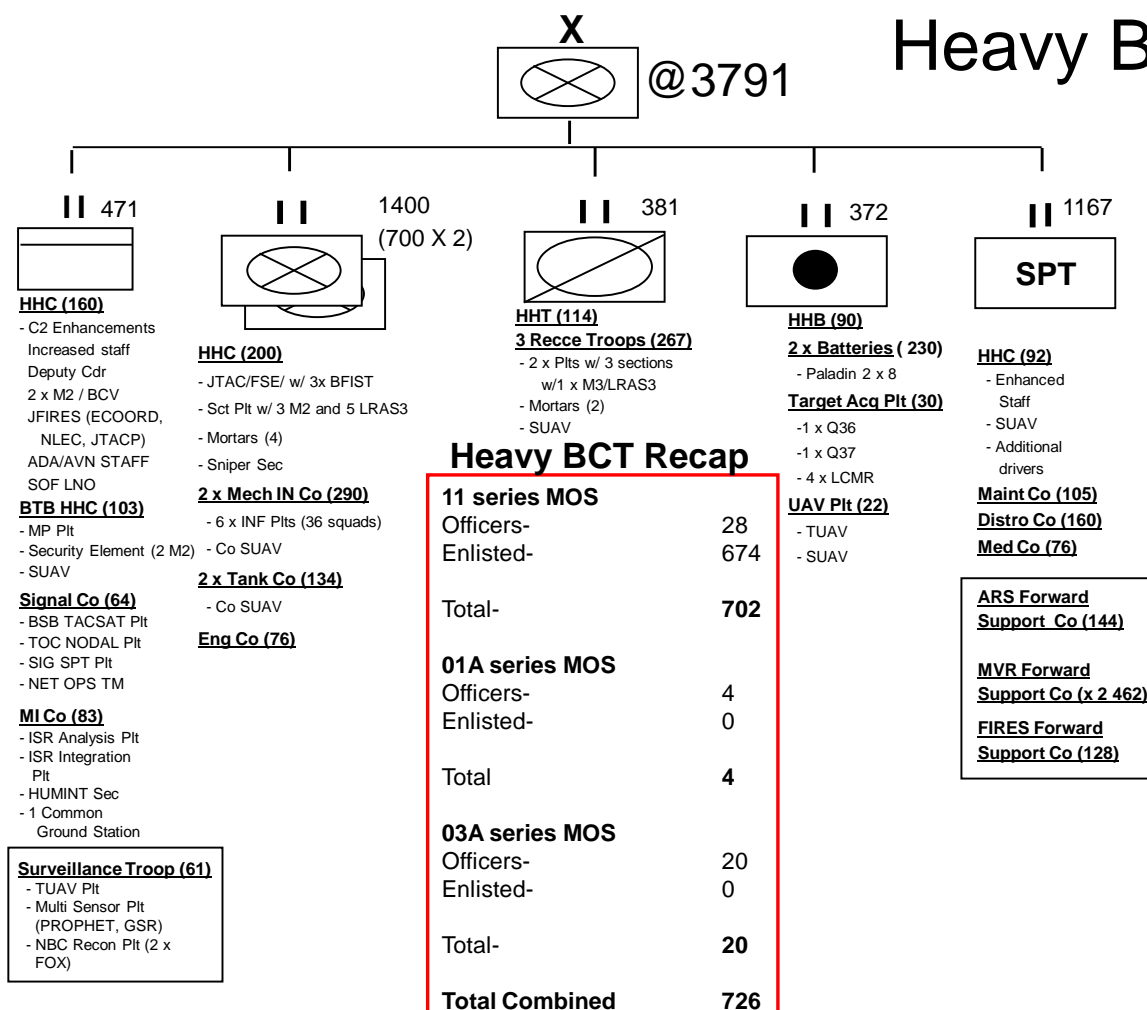 Heavy B
X
@3791
471
HHC (160)
- C2 Enhancements
Increased staff
Deputy Cdr
2 x M2 / BCV
JFIRES (ECOORD,
NLEC, JTACP)
ADA/AVN STAFF
SOF LNO
BTB HHC (103)
- MP Plt
- Security Element (2 M2)
- SUAV
Signal Co (64)
- BSB TACSAT Plt
- TOC NODAL Plt
- SIG SPT Plt
- NET OPS TM
MI Co (83)
- ISR Analysis Plt
- ISR Integration
Plt
- HUMINT Sec
- 1 Common
Ground Station
Surveillance Troop (61)
- TUAV Plt
- Multi Sensor Plt
(PROPHET, GSR)
- NBC Recon Plt (2 x
FOX)
1400
(700 X 2)
HHC (200)
- JTAC/FSE/ w/ 3x BFIST
- Sct Plt w/ 3 M2 and 5 LRAS3
- Mortars (4)
- Sniper Sec
2 x Mech IN Co (290)
- 6 x INF Plts (36 squads)
- Co SUAV
2 x Tank Co (134)
- Co SUAV
Eng Co (76)
381
HHT (114)
3 Recce Troops (267)
- 2 x Plts w/ 3 sections
w/1 x M3/LRAS3
- Mortars (2)
- SUAV
372
HHB (90)
2 x Batteries ( 230)
- Paladin 2 x 8
Target Acq Plt (30)
-1 x Q36
-1 x Q37
- 4 x LCMR
UAV Plt (22)
- TUAV
- SUAV
1167
SPT
HHC (92)
- Enhanced
Staff
- SUAV
- Additional
drivers
Maint Co (105)
Distro Co (160)
Med Co (76)
ARS Forward
Support Co (144)
MVR Forward
Support Co (x 2 462)
FIRES Forward
Support Co (128)
Heavy BCT Recap
11 series MOS
Officers- 28
Enlisted- 674
Total- 702
01A series MOS
Officers- 4
Enlisted- 0
Total 4
03A series MOS
Officers- 20
Enlisted- 0
Total- 20
Total Combined 726